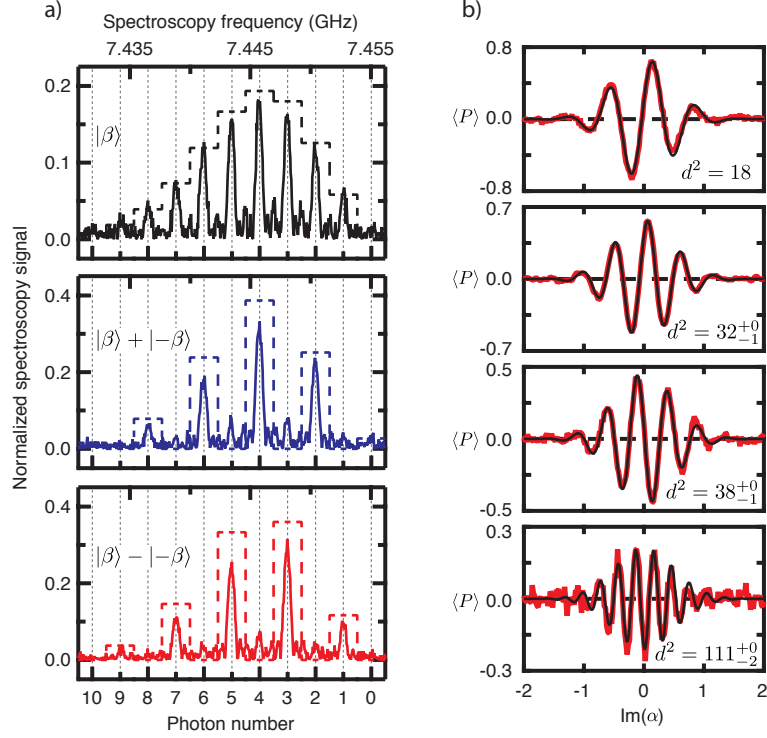 a)
Spectroscopy frequency (GHz)
7.435 7.445 7.455
Normalized spectroscopy signal
0.2
0.1
0.0
|β⟩
0.4
0.2
0.0
|β⟩ + |−β⟩
0.4
0.2
0.0
|β⟩ − |−β⟩
10 9 8 7 6 5 4 3 2 1 0
Photon number
b)
0.8
⟨P⟩ 0.0
-0.8
d² = 18
0.7
⟨P⟩ 0.0
-0.7
d² = 32⁺⁰₋₁
0.5
⟨P⟩ 0.0
-0.5
d² = 38⁺⁰₋₁
0.3
⟨P⟩ 0.0
-0.3
d² = 111⁺⁰₋₂
-2 -1 0 1 2
Im(α)